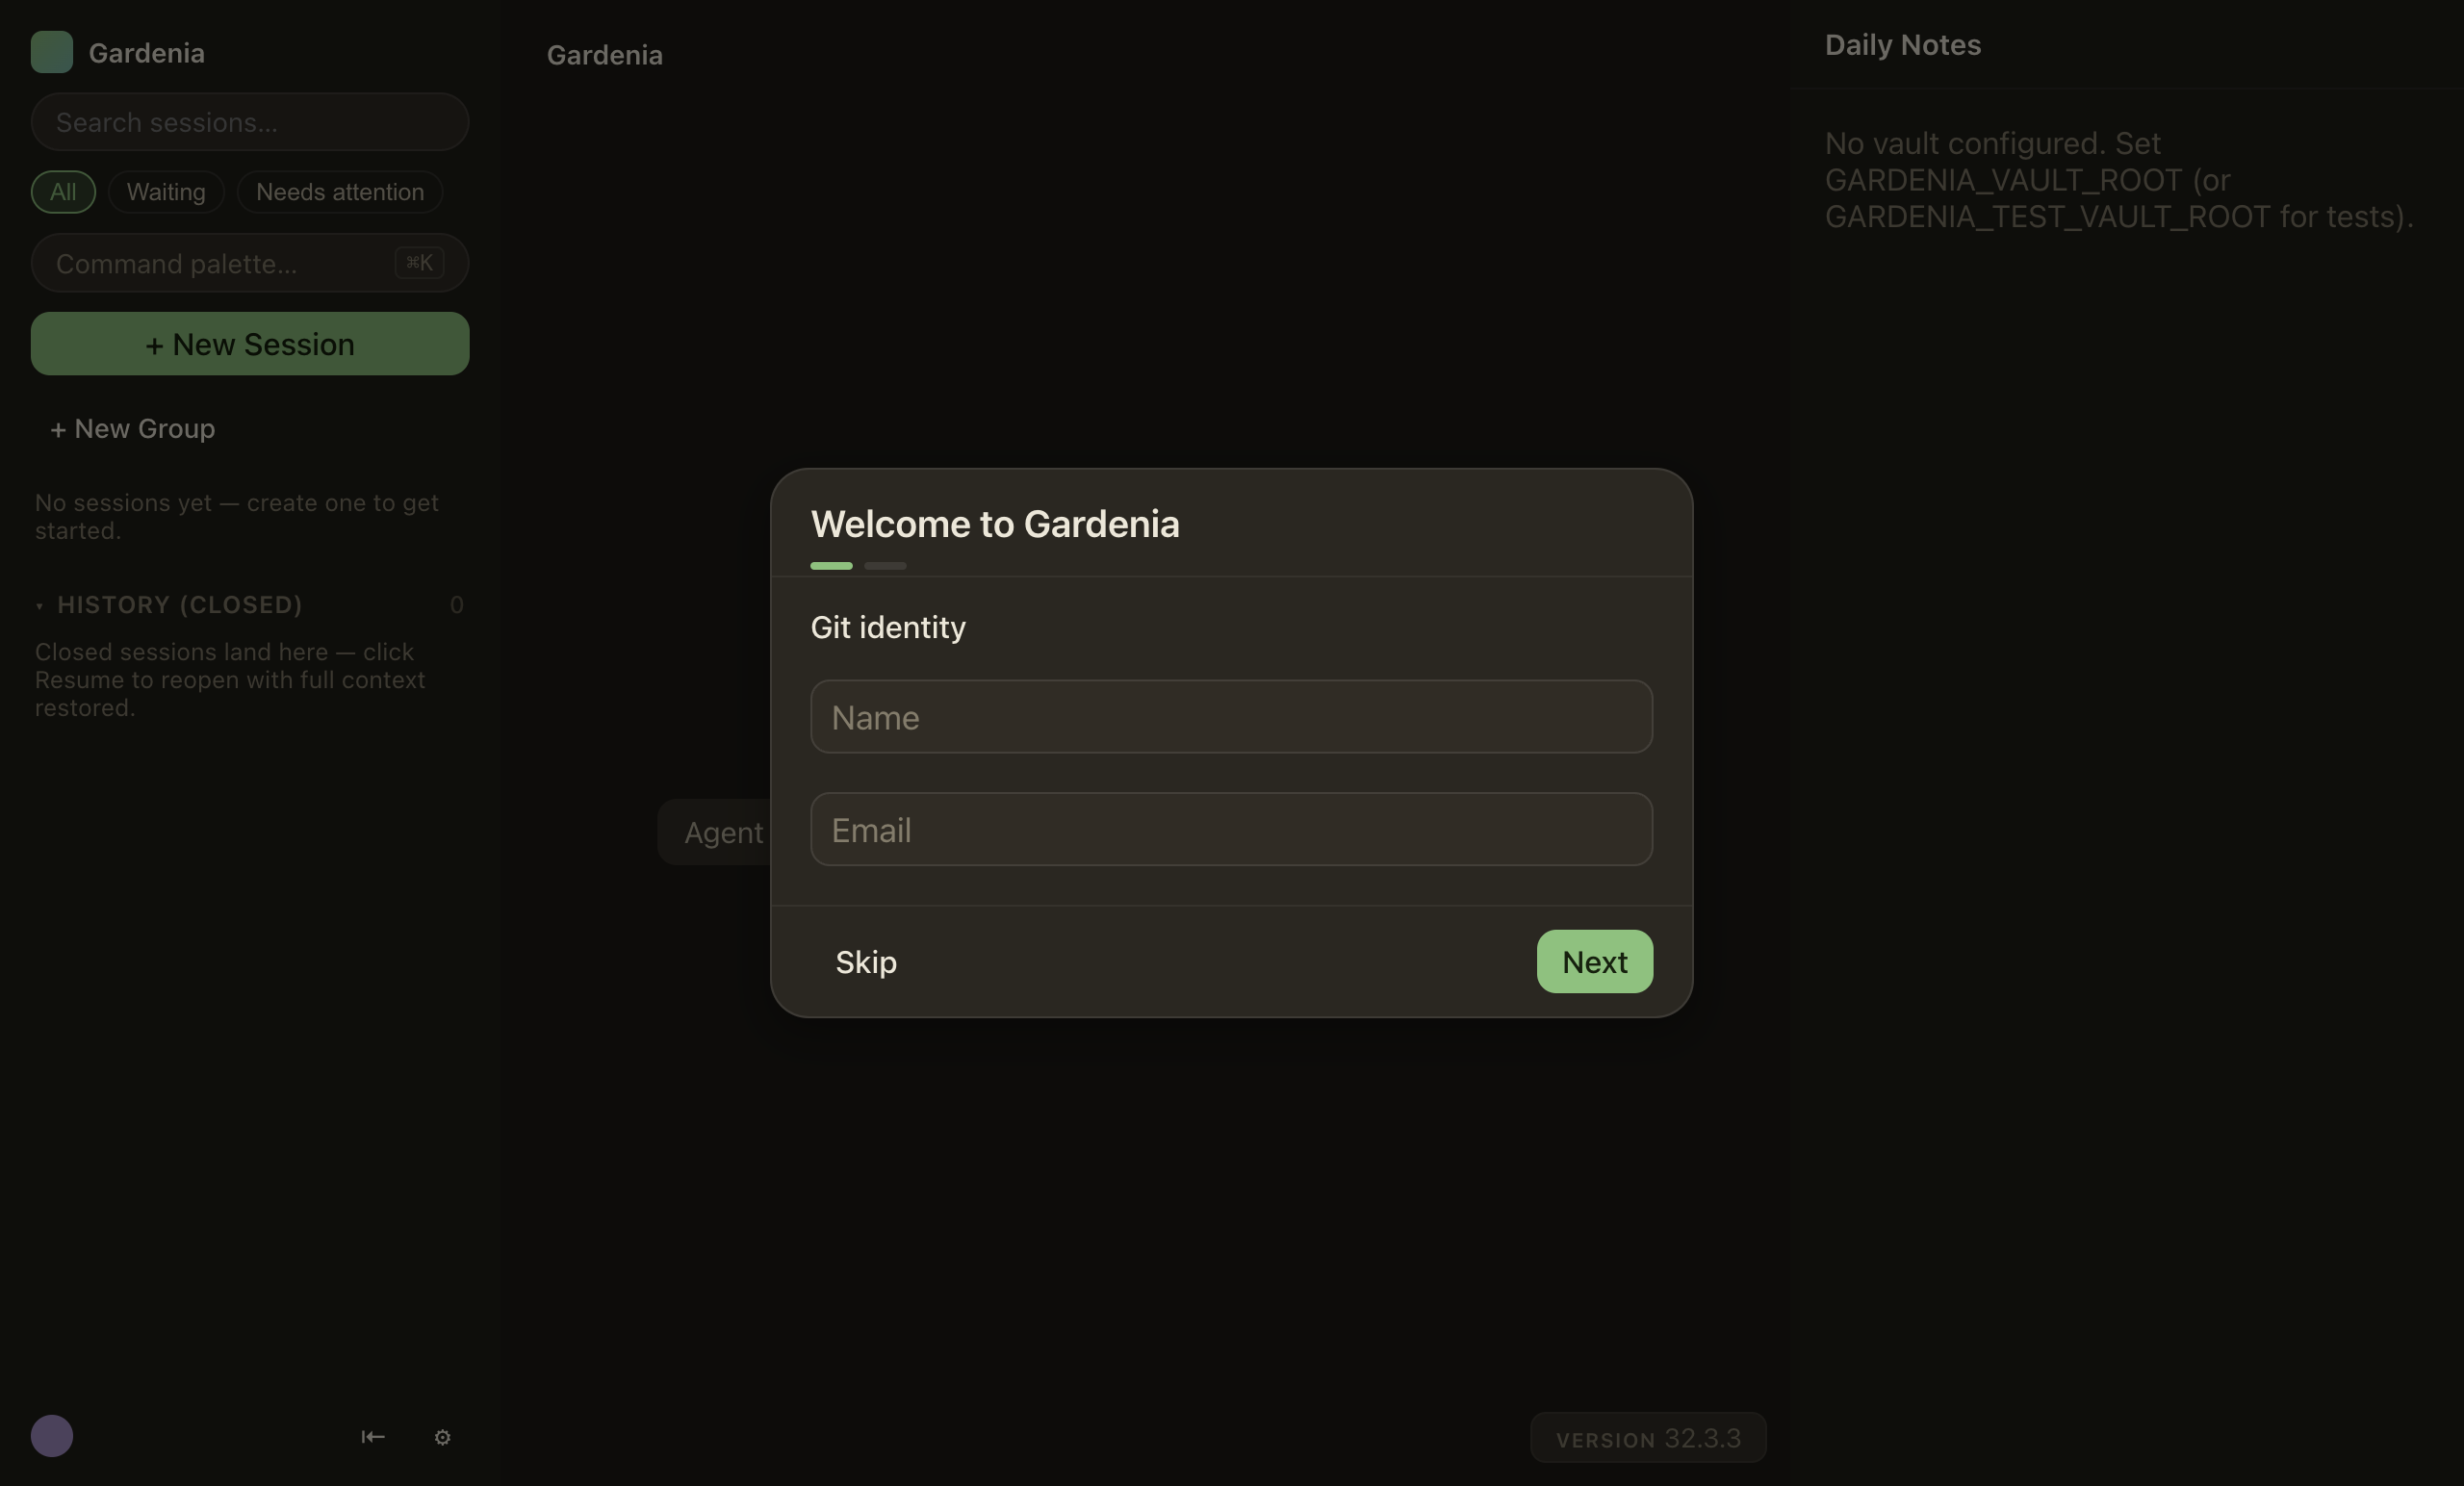 Gardenia
Search sessions...
All
Waiting
Needs attention
Command palette...
⌘K
+ New Session
+ New Group
No sessions yet — create one to get
started.
▾ HISTORY (CLOSED) 0
Closed sessions land here — click
Resume to reopen with full context
restored.
Gardenia
Agent
Welcome to Gardenia
Git identity
Name
Email
Skip
Next
VERSION 32.3.3
Daily Notes
No vault configured. Set
GARDENIA_VAULT_ROOT (or
GARDENIA_TEST_VAULT_ROOT for tests).